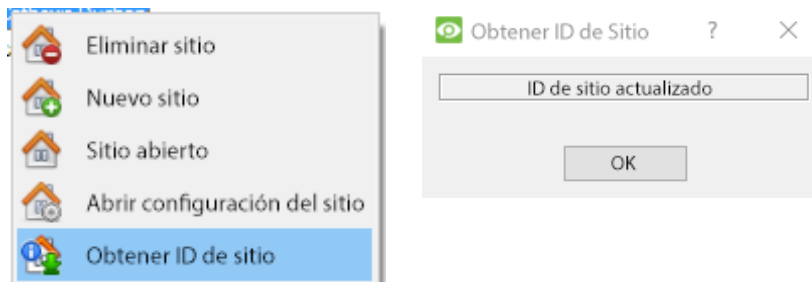 Eliminar sitio
Nuevo sitio
Sitio abierto
Abrir configuración del sitio
Obtener ID de sitio
Obtener ID de Sitio ?
ID de sitio actualizado
OK